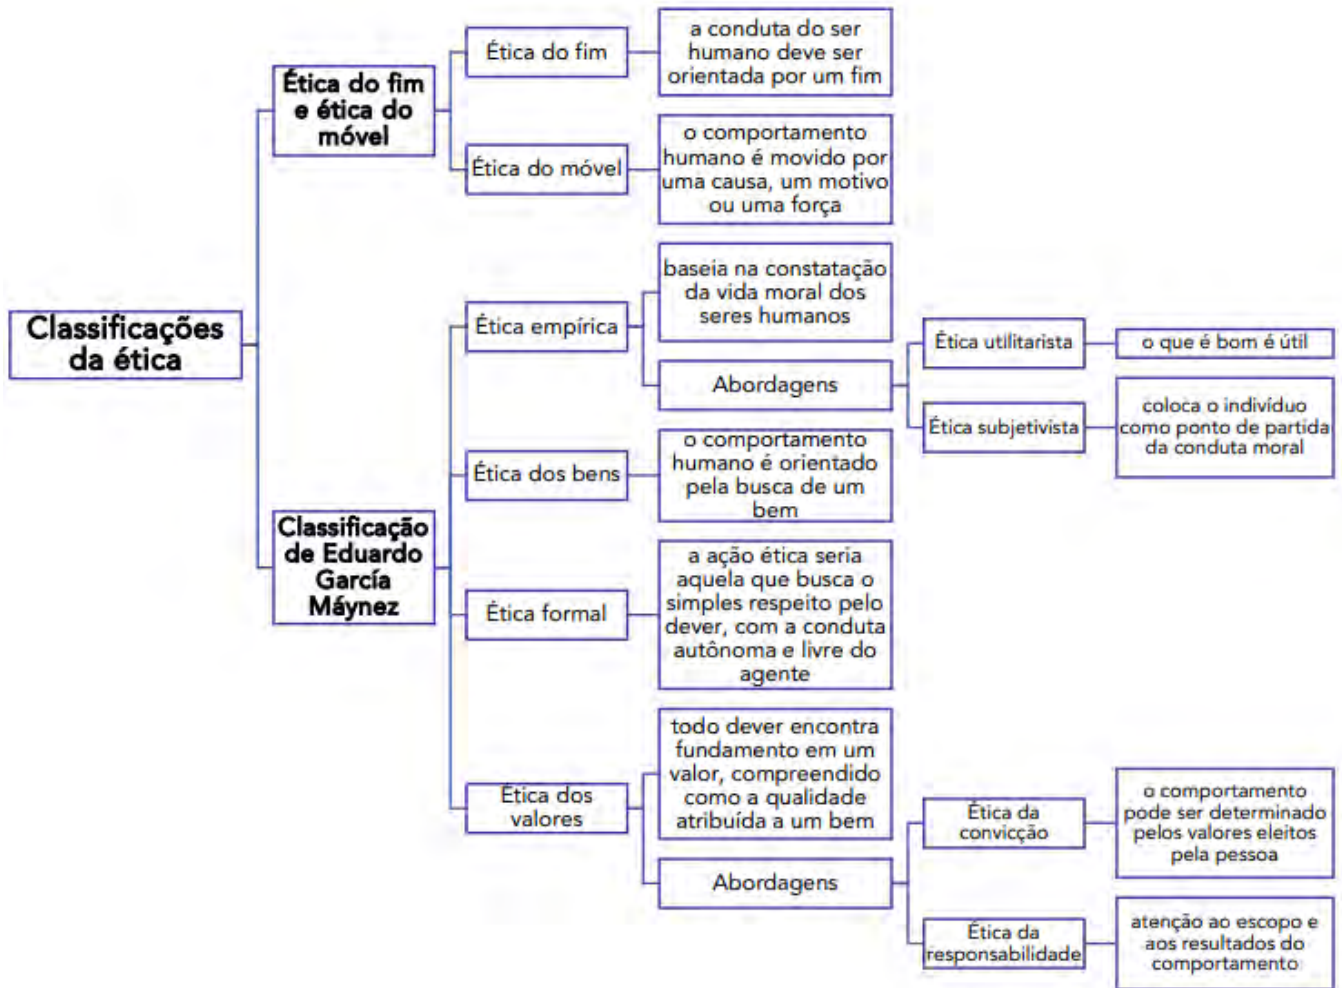 Classificações
da ética
Ética do fim
e ética do
móvel
Ética do fim
a conduta do ser
humano deve ser
orientada por um fim
Ética do móvel
o comportamento
humano é movido por
uma causa, um motivo
ou uma força
Classificação
de Eduardo
García
Máynez
Ética empírica
baseia na constatação
da vida moral dos
seres humanos
Abordagens
Ética utilitarista
o que é bom é útil
Ética subjetivista
coloca o indivíduo
como ponto de partida
da conduta moral
Ética dos bens
o comportamento
humano é orientado
pela busca de um
bem
Ética formal
a ação ética seria
aquela que busca o
simples respeito pelo
dever, com a conduta
autônoma e livre do
agente
Ética dos
valores
todo dever encontra
fundamento em um
valor, compreendido
como a qualidade
atribuída a um bem
Abordagens
Ética da
convicção
o comportamento
pode ser determinado
pelos valores eleitos
pela pessoa
Ética da
responsabilidade
atenção ao escopo e
aos resultados do
comportamento